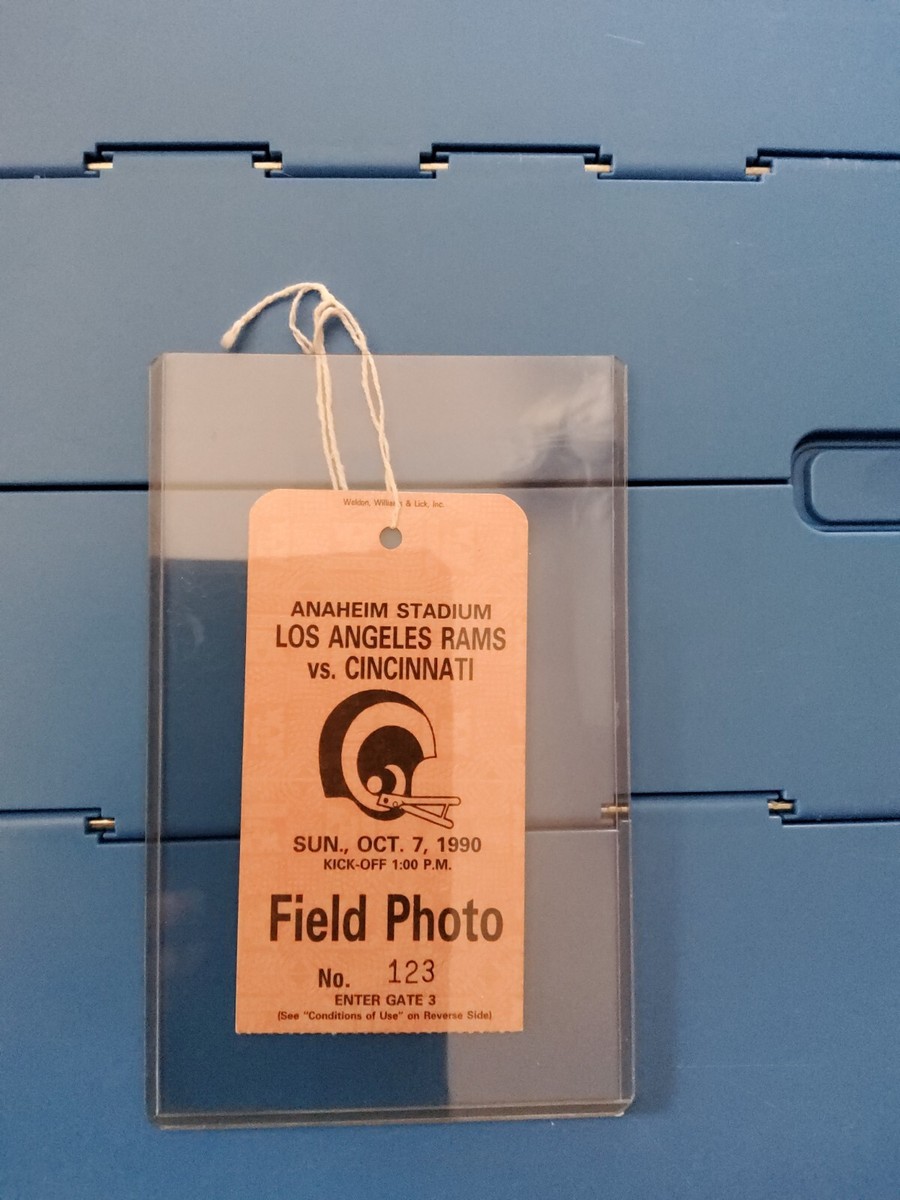 Weldon, Williams & Lick, Inc.
ANAHEIM STADIUM
LOS ANGELES RAMS
vs. CINCINNATI
SUN., OCT. 7, 1990
KICK-OFF 1:00 P.M.
Field Photo
No. 123
ENTER GATE 3
(See "Conditions of Use" on Reverse Side)